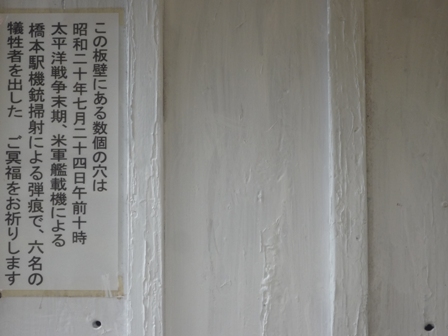 この板壁にある数個の穴は
昭和二十年七月二十四日午前十時
太平洋戦争末期、米軍艦載機による
橋本駅機銃掃射による弾痕で、六名の
犠牲者を出した　ご冥福をお祈りします